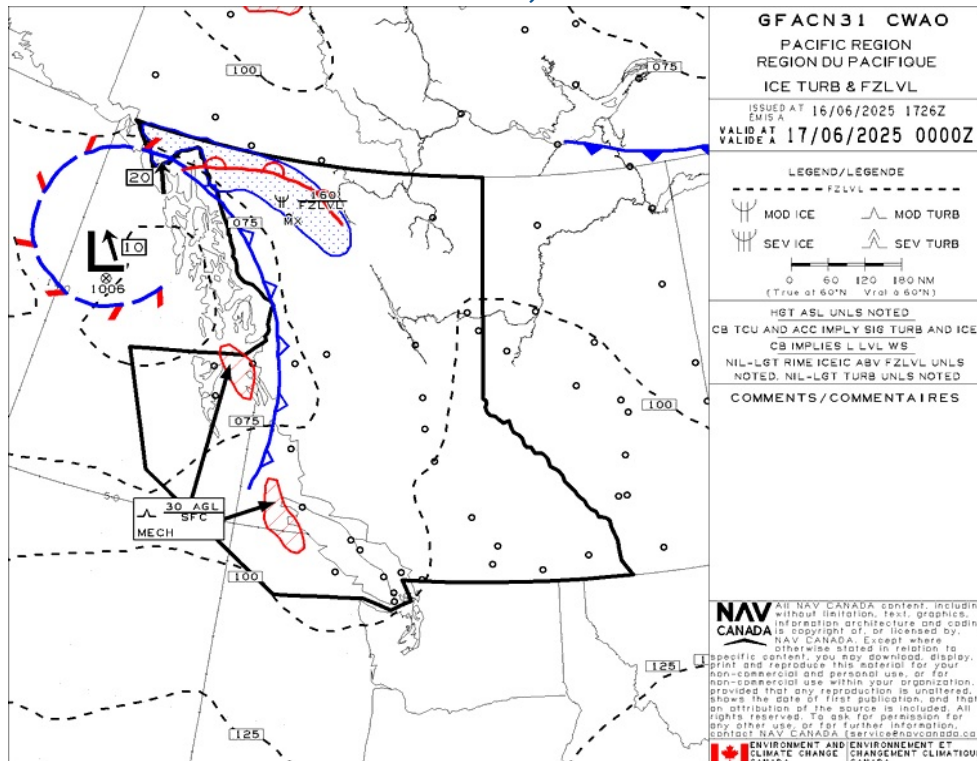 GFACN31 CWAO
PACIFIC REGION
REGION DU PACIFIQUE
ICE TURB & FZLVL
ISSUED AT 16/06/2025 1726Z
EMIS A
VALID AT 17/06/2025 0000Z
VALIDE A
LEGEND/LEGENDE
FZLVL
MOD ICE
MOD TURB
SEV ICE
SEV TURB
0 60 120 180 NM
(True at 60°N Vrai à 60°N)
HGT ASL UNLS NOTED
CB TCU AND ACC IMPLY SIG TURB AND ICE
CB IMPLIES L LVL WS
NIL-LGT RIME ICEIC ABV FZLVL UNLS
NOTED. NIL-LGT TURB UNLS NOTED
COMMENTS/COMMENTAIRES
100
075
20
160
FZLVL
MX
075
10
L
1006
100
075
50
30 AGL
SFC
MECH
100
125
125
NAV
CANADA
All NAV CANADA content, including
without limitation, text, graphics,
information architecture and coding
is copyright of, or licensed by,
NAV CANADA. Except where
otherwise stated in relation to
specific content, you may download, display,
print and reproduce this material for your
non-commercial and personal use, or for
non-commercial use within your organization,
provided that any reproduction is unaltered,
shows the date of first publication, and that
an attribution of the source is included. All
rights reserved. To ask for permission for
any other use, or for further information,
contact NAV CANADA (service@navcanada.ca
ENVIRONMENT AND
CLIMATE CHANGE
CANADA
ENVIRONNEMENT ET
CHANGEMENT CLIMATIQUE
CANADA